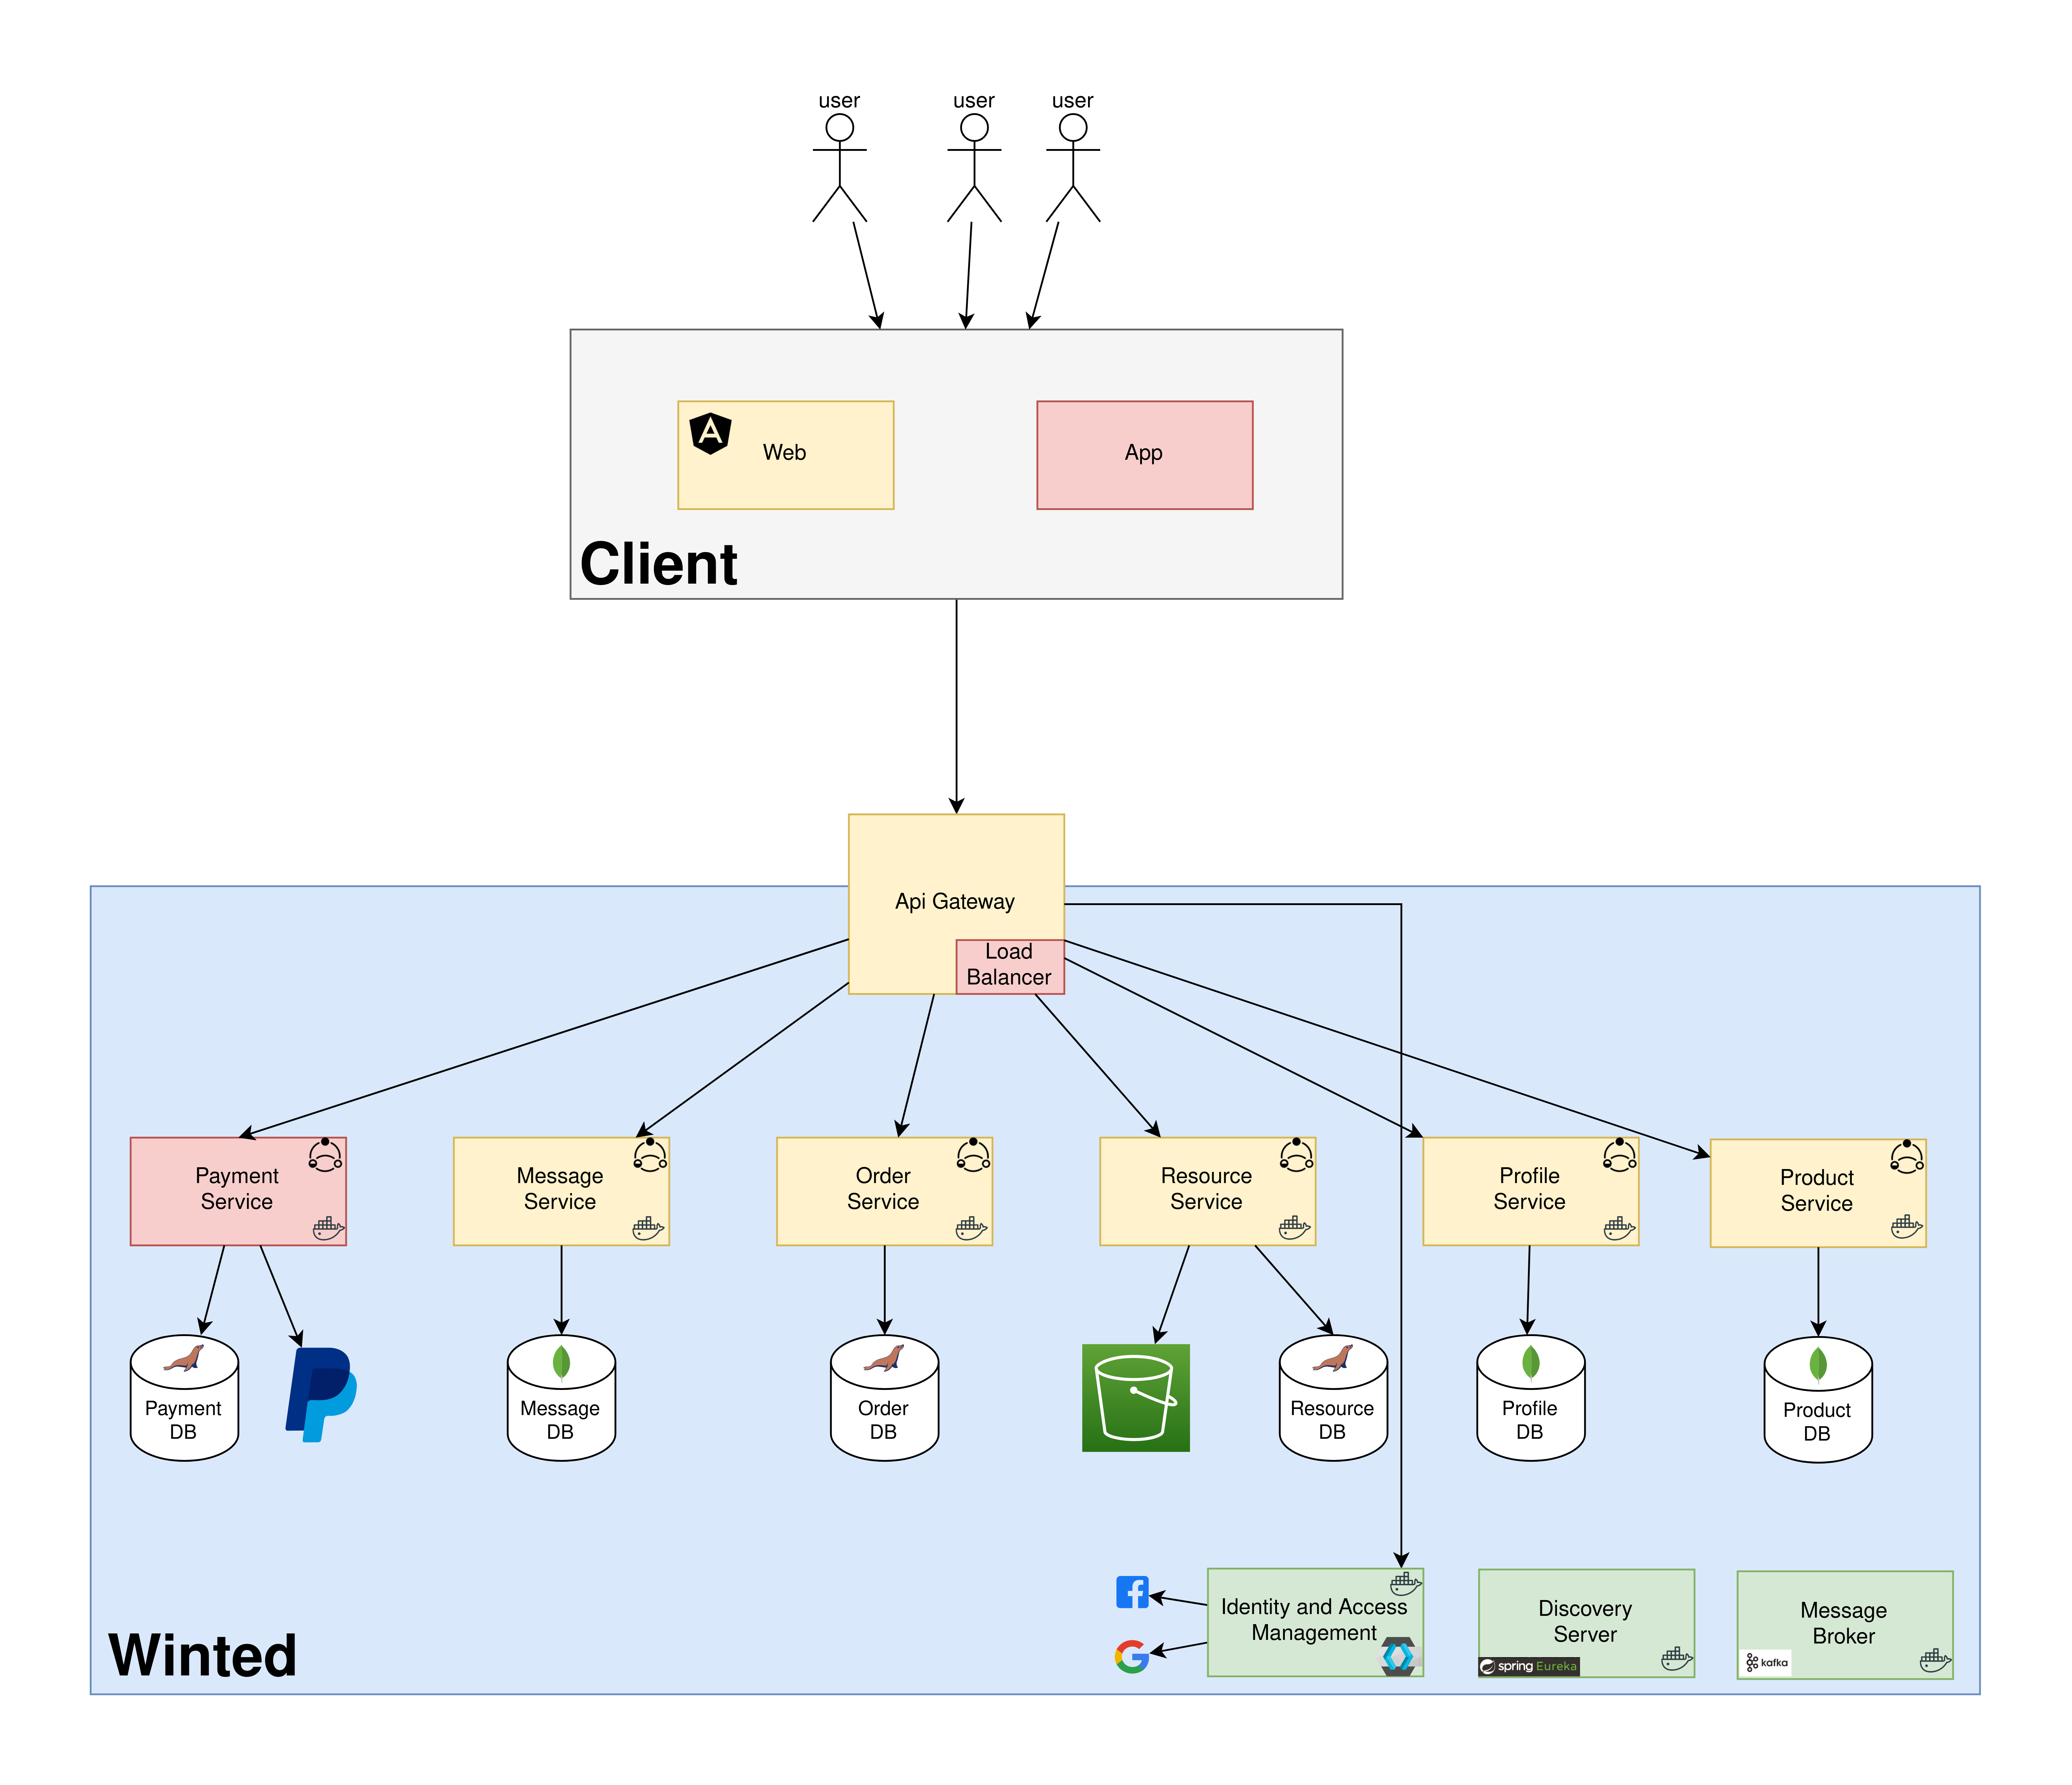 user
user
user
Web
App
Client
Api Gateway
Load
Balancer
Payment
Service
Message
Service
Order
Service
Resource
Service
Profile
Service
Product
Service
Payment
DB
Message
DB
Order
DB
Resource
DB
Profile
DB
Product
DB
Identity and Access
Management
Discovery
Server
spring Eureka
Message
Broker
kafka
Winted